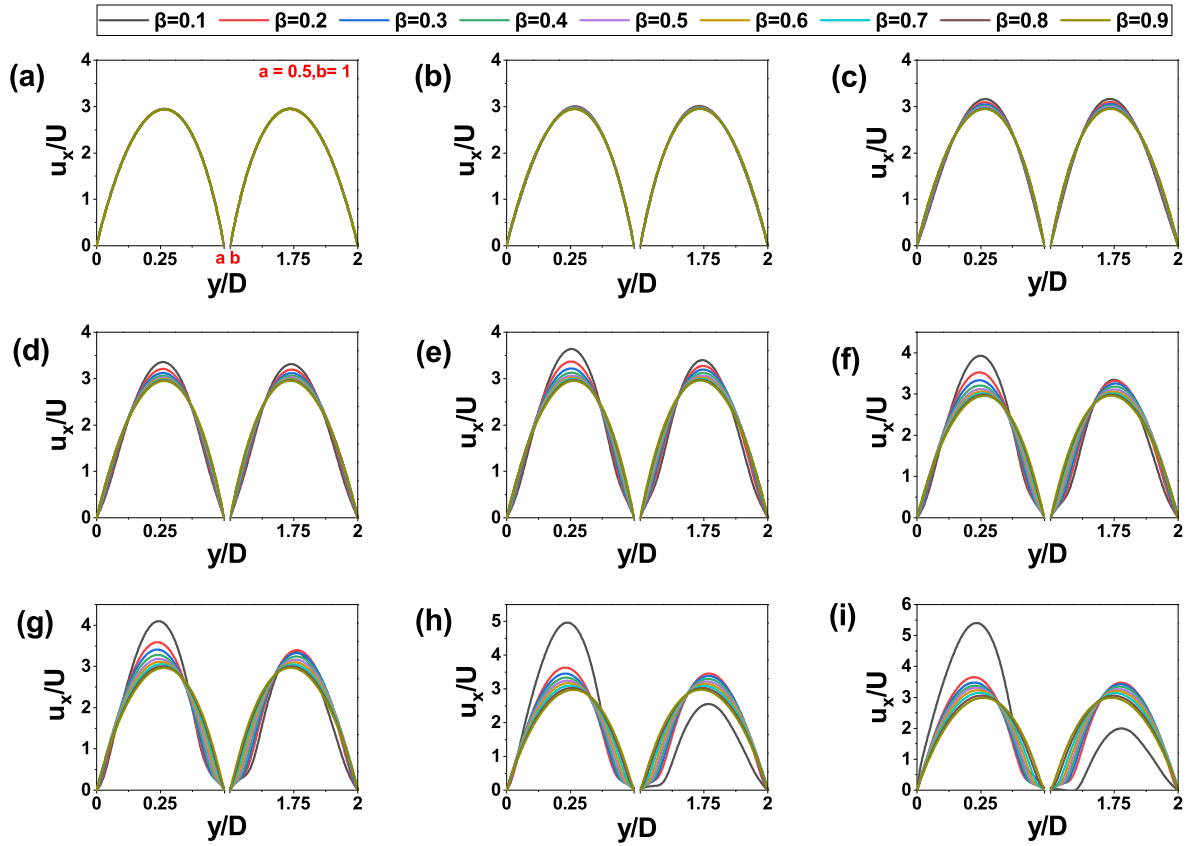 β=0.1 β=0.2 β=0.3 β=0.4 β=0.5 β=0.6 β=0.7 β=0.8 β=0.9
(a) (b) (c)
a = 0.5,b= 1
4 4 4
3 3 3
uₓ/U uₓ/U uₓ/U
2 2 2
1 1 1
0 0 0
a b
0 0.25 1.75 2 0 0.25 1.75 2 0 0.25 1.75 2
y/D y/D y/D
(d) (e) (f)
4 4 4
3 3 3
uₓ/U uₓ/U uₓ/U
2 2 2
1 1 1
0 0 0
0 0.25 1.75 2 0 0.25 1.75 2 0 0.25 1.75 2
y/D y/D y/D
(g) (h) (i)
4 5 6
3 4 5
uₓ/U uₓ/U uₓ/U
2 3 4
1 2 3
0 1 2
0 1
0
0 0.25 1.75 2 0 0.25 1.75 2 0 0.25 1.75 2
y/D y/D y/D